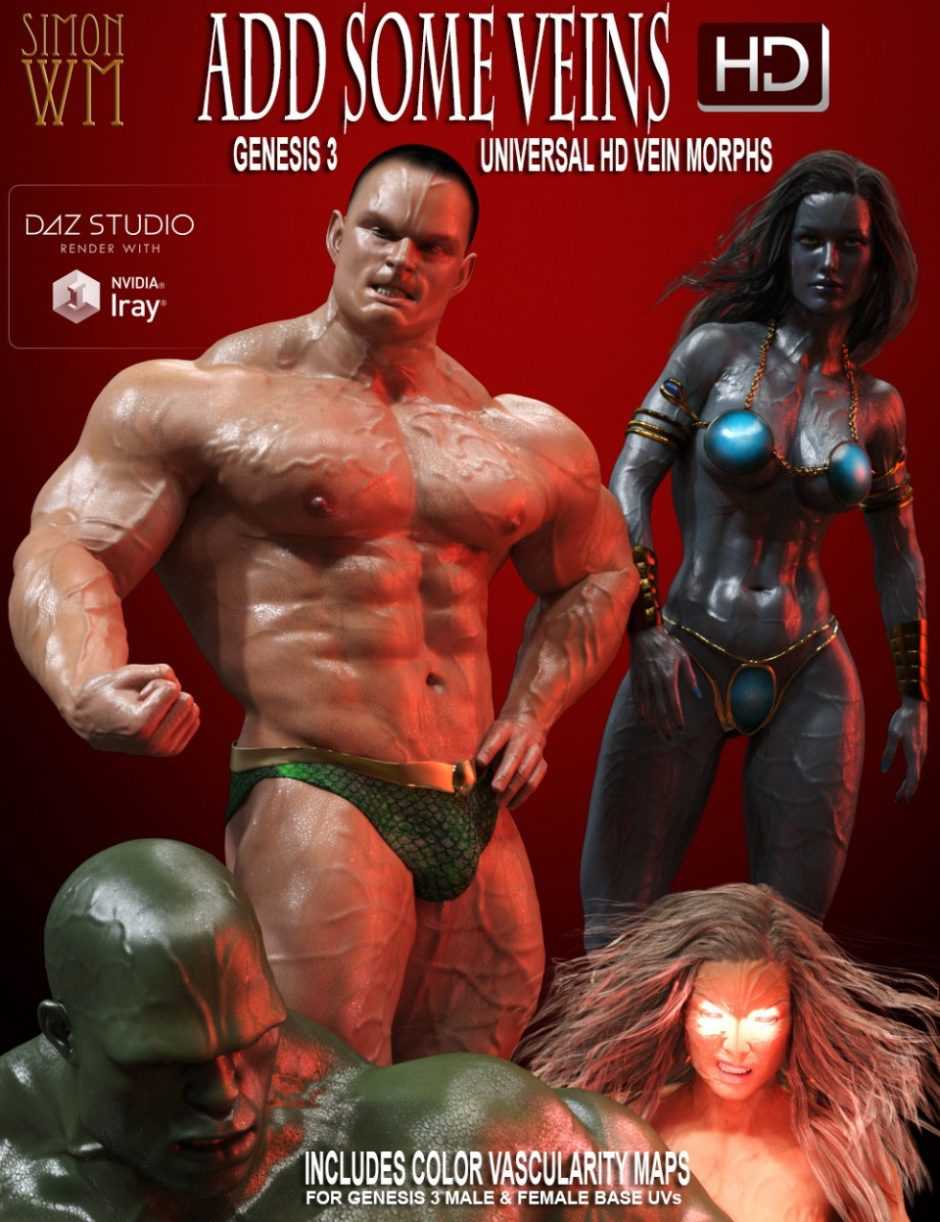 SIMON
WM
ADD SOME VEINS
HD
GENESIS 3
UNIVERSAL HD VEIN MORPHS
DAZ STUDIO
RENDER WITH
NVIDIA®
Iray®
INCLUDES COLOR VASCULARITY MAPS
FOR GENESIS 3 MALE & FEMALE BASE UVs